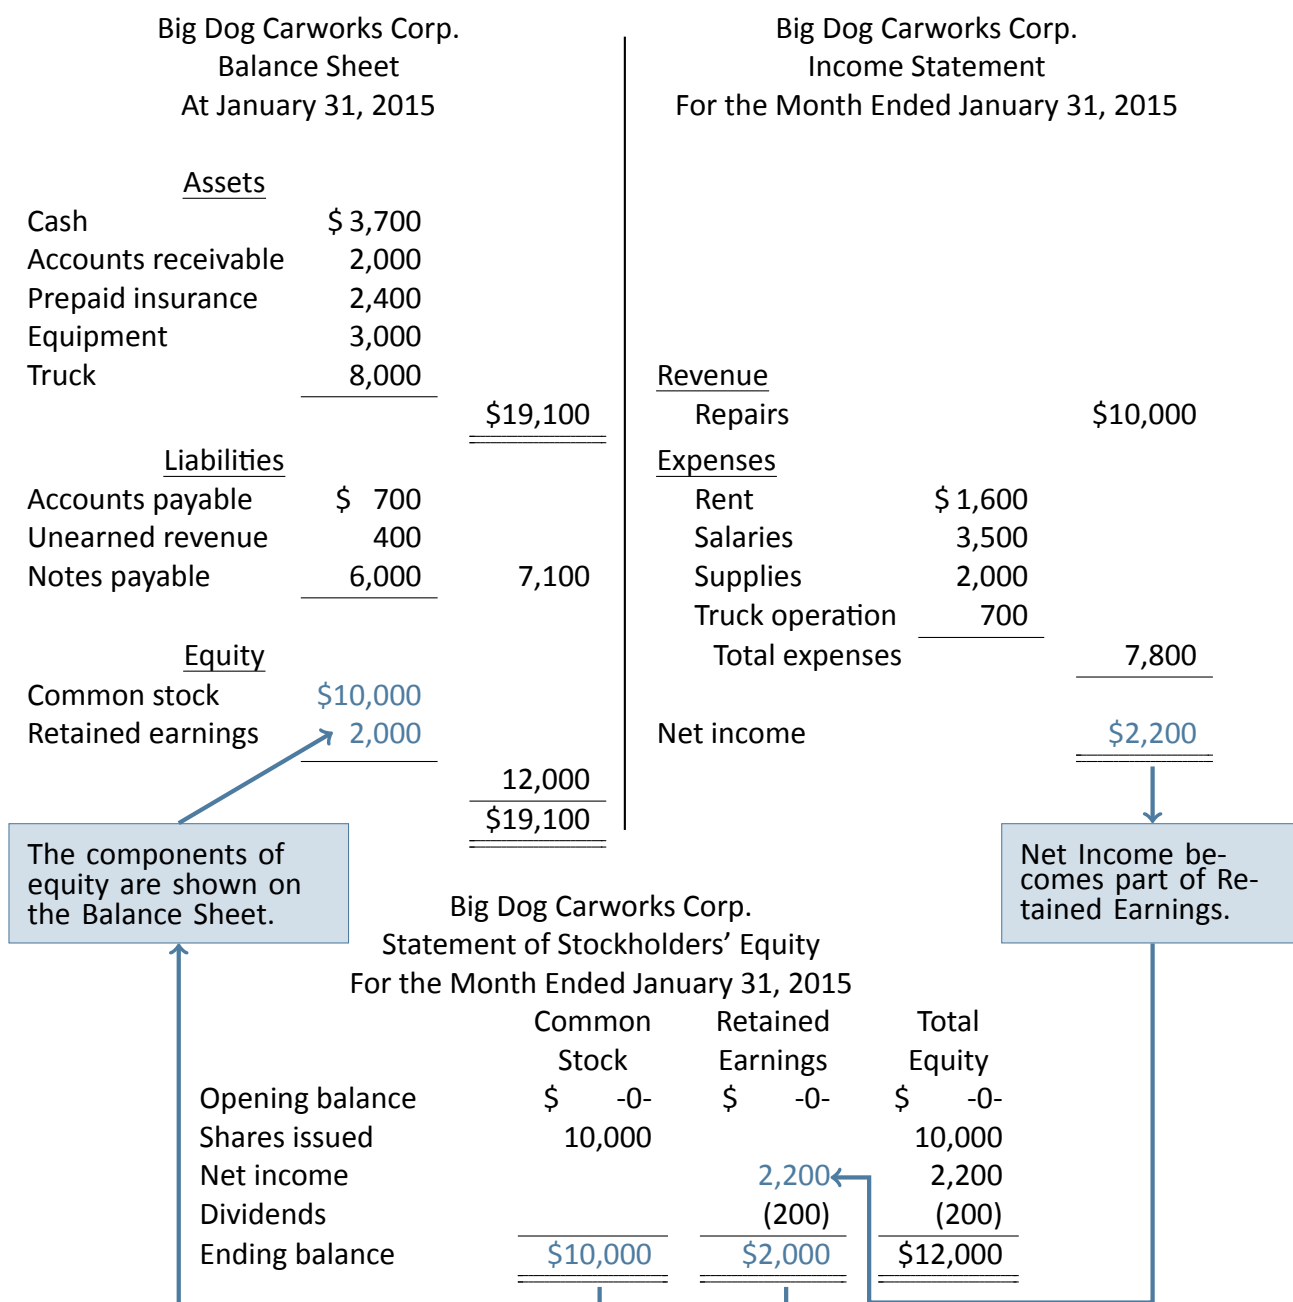 Big Dog Carworks Corp.
Balance Sheet
At January 31, 2015
Assets
Cash $ 3,700
Accounts receivable 2,000
Prepaid insurance 2,400
Equipment 3,000
Truck 8,000
$19,100
Liabilities
Accounts payable $ 700
Unearned revenue 400
Notes payable 6,000 7,100
Equity
Common stock $10,000
Retained earnings 2,000
12,000
$19,100
The components of
equity are shown on
the Balance Sheet.
Big Dog Carworks Corp.
Income Statement
For the Month Ended January 31, 2015
Revenue
Repairs $10,000
Expenses
Rent $ 1,600
Salaries 3,500
Supplies 2,000
Truck operation 700
Total expenses 7,800
Net income $2,200
Net Income be-
comes part of Re-
tained Earnings.
Big Dog Carworks Corp.
Statement of Stockholders’ Equity
For the Month Ended January 31, 2015
Common Retained Total
Stock Earnings Equity
Opening balance $ -0- $ -0- $ -0-
Shares issued 10,000 10,000
Net income 2,200 2,200
Dividends (200) (200)
Ending balance $10,000 $2,000 $12,000